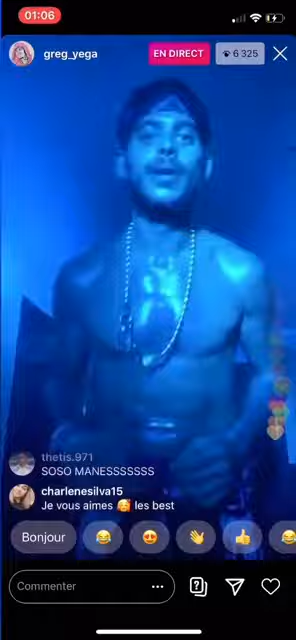 01:06
greg_yega
EN DIRECT
6 325
thetis.971
SOSO MANESSSSSSS
charlenesilva15
Je vous aimes 🥰 les best
Bonjour
Commenter